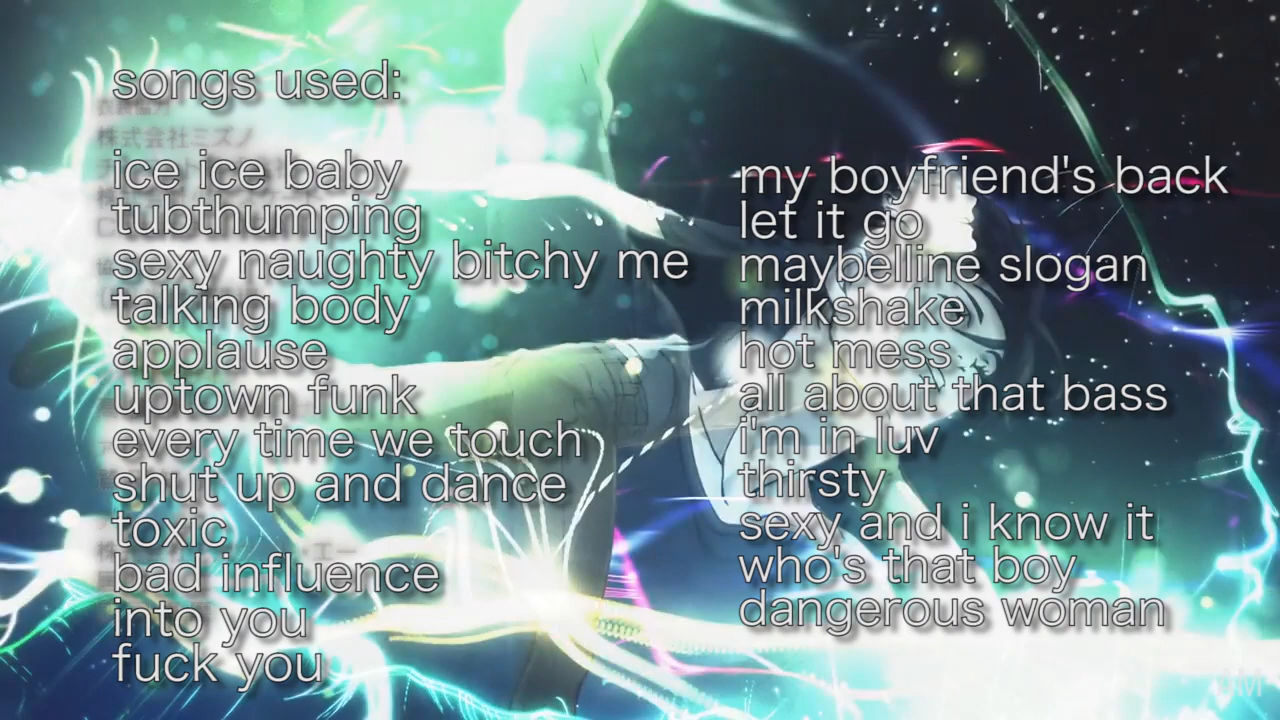 songs used:
株式会社ミズノ
ice ice baby
tubthumping
sexy naughty bitchy me
talking body
applause
uptown funk
every time we touch
shut up and dance
toxic
bad influence
into you
fuck you
my boyfriend's back
let it go
maybelline slogan
milkshake
hot mess
all about that bass
i'm in luv
thirsty
sexy and i know it
who's that boy
dangerous woman